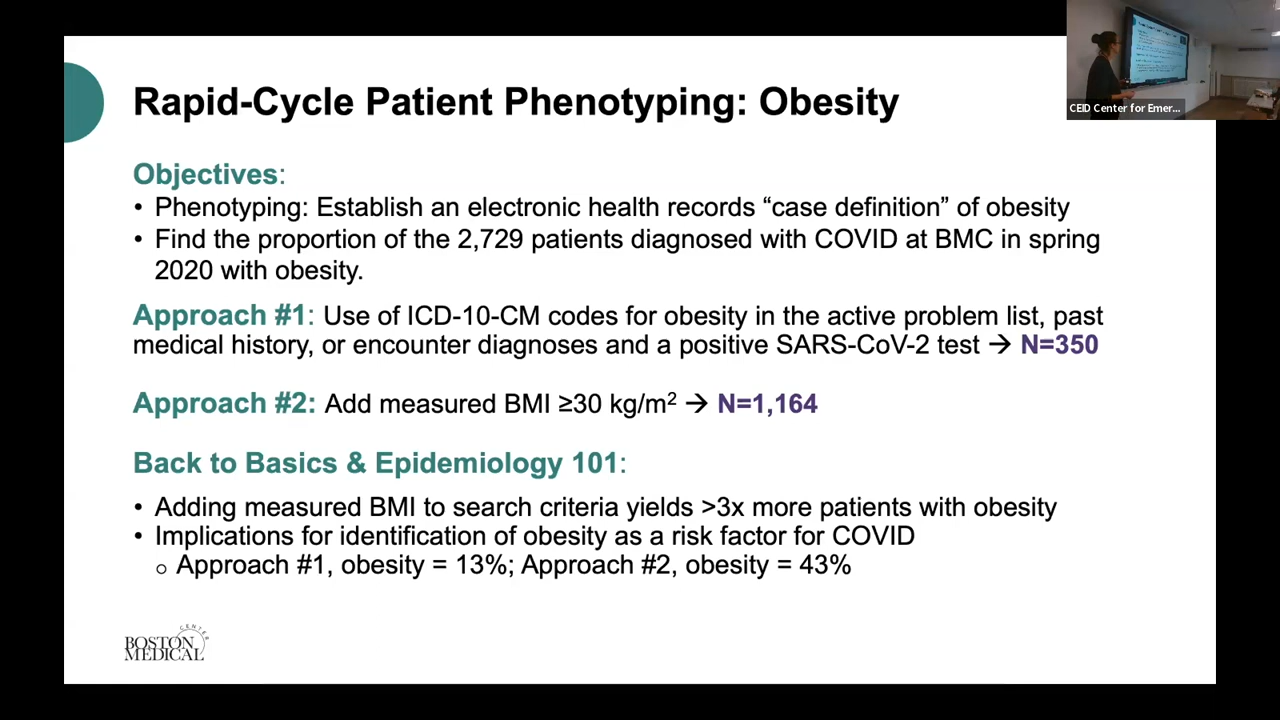 Rapid-Cycle Patient Phenotyping: Obesity
CEID Center for Emer...
Objectives:
• Phenotyping: Establish an electronic health records “case definition” of obesity
• Find the proportion of the 2,729 patients diagnosed with COVID at BMC in spring
2020 with obesity.
Approach #1: Use of ICD-10-CM codes for obesity in the active problem list, past
medical history, or encounter diagnoses and a positive SARS-CoV-2 test → N=350
Approach #2: Add measured BMI ≥30 kg/m² → N=1,164
Back to Basics & Epidemiology 101:
• Adding measured BMI to search criteria yields >3x more patients with obesity
• Implications for identification of obesity as a risk factor for COVID
○ Approach #1, obesity = 13%; Approach #2, obesity = 43%
BOSTON
MEDICAL
CENTER